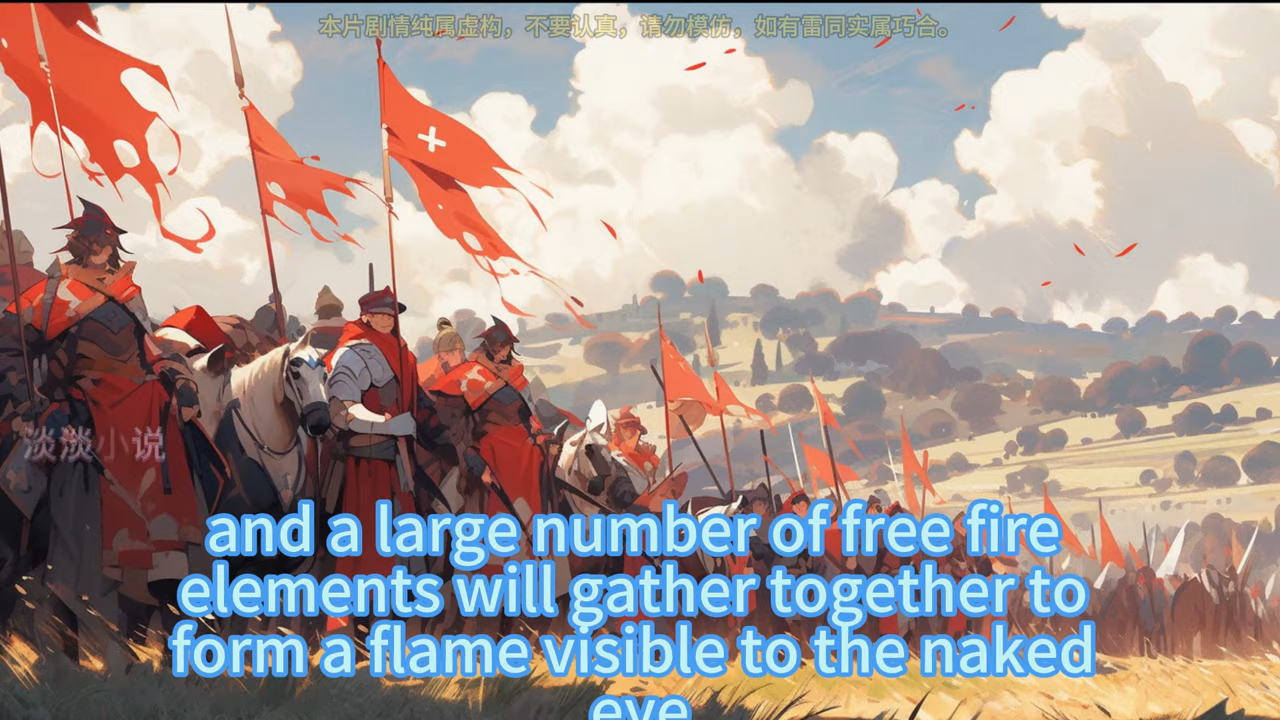 本片剧情纯属虚构，不要认真，请勿模仿，如有雷同实属巧合。
淡淡小说
and a large number of free fire
elements will gather together to
form a flame visible to the naked
eye